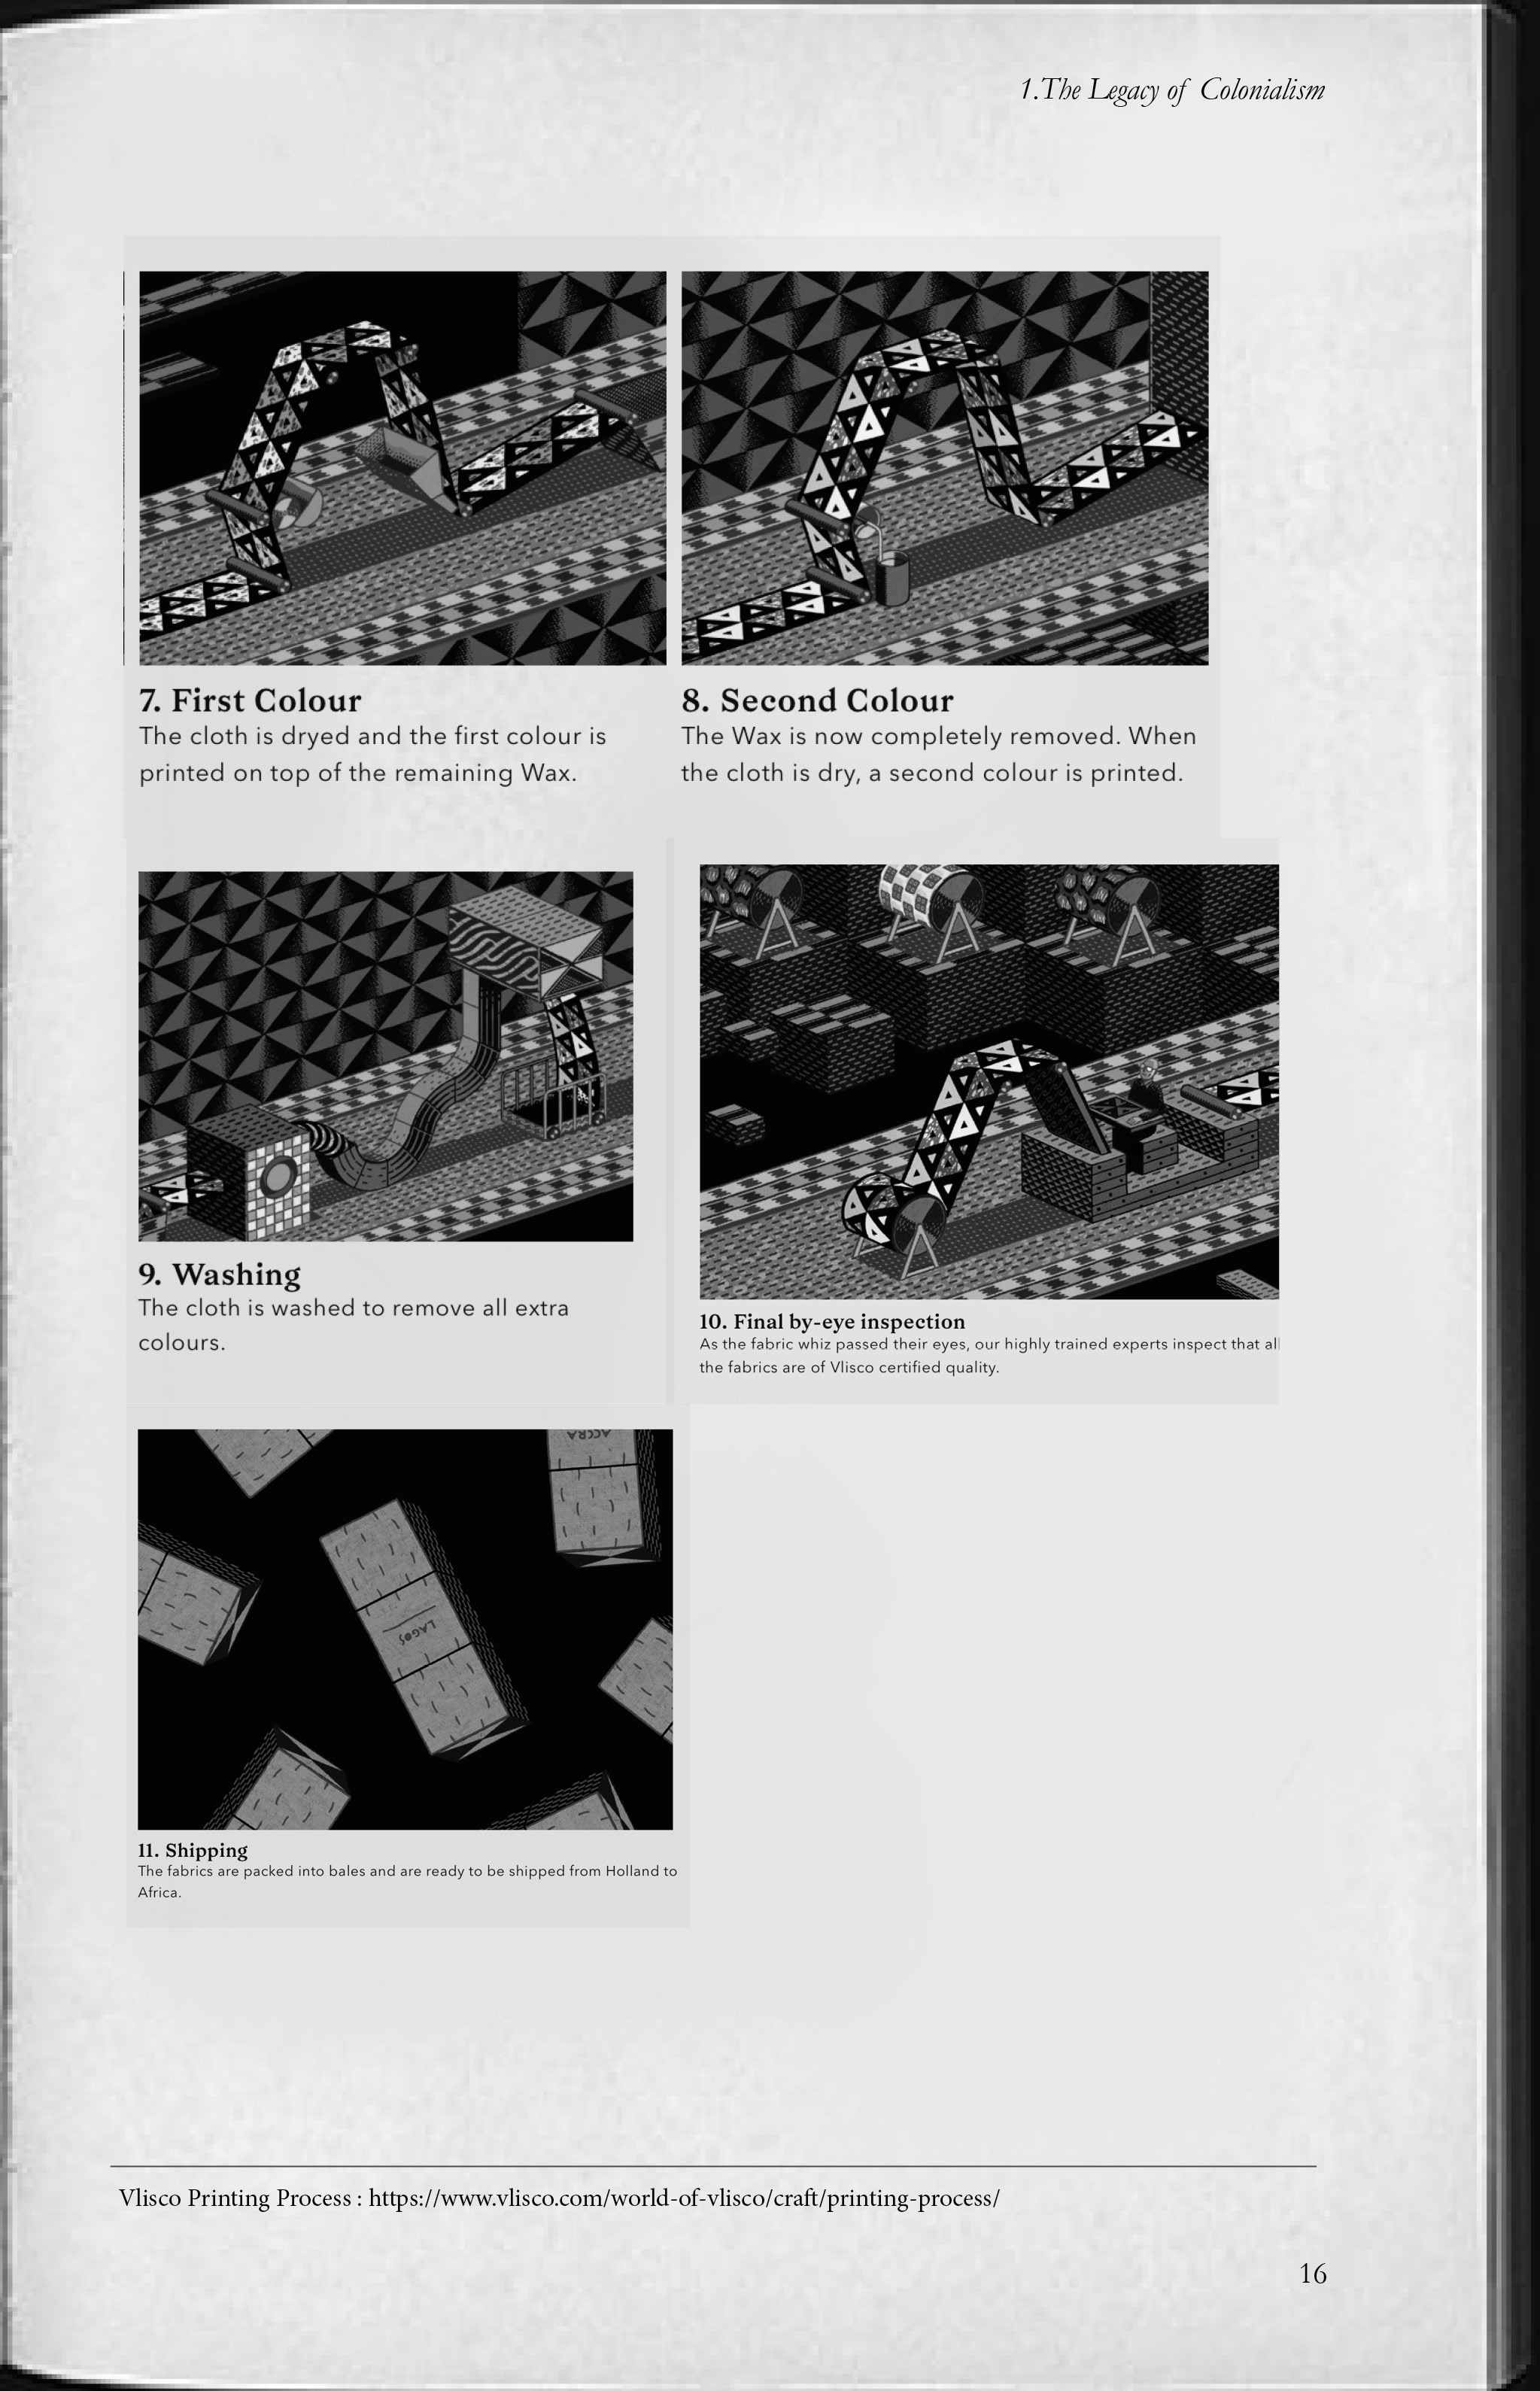 1.The Legacy of Colonialism
7. First Colour
The cloth is dryed and the first colour is
printed on top of the remaining Wax.
8. Second Colour
The Wax is now completely removed. When
the cloth is dry, a second colour is printed.
9. Washing
The cloth is washed to remove all extra
colours.
10. Final by-eye inspection
As the fabric whiz passed their eyes, our highly trained experts inspect that all
the fabrics are of Vlisco certified quality.
ACCRA
LAGOS
11. Shipping
The fabrics are packed into bales and are ready to be shipped from Holland to
Africa.
Vlisco Printing Process : https://www.vlisco.com/world-of-vlisco/craft/printing-process/
16